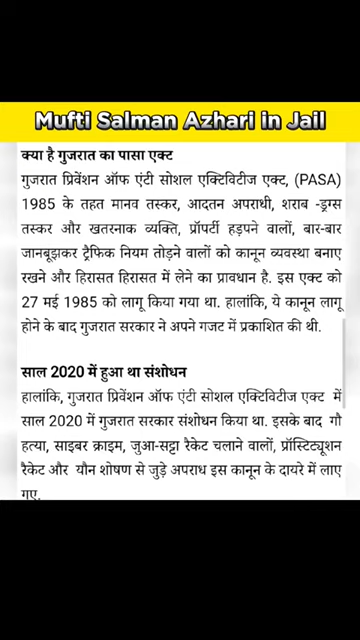 Mufti Salman Azhari in Jail
क्या है गुजरात का पासा एक्ट
गुजरात प्रिवेंशन ऑफ एंटी सोशल एक्टिविटीज एक्ट, (PASA)
1985 के तहत मानव तस्कर, आदतन अपराधी, शराब -ड्रग्स
तस्कर और खतरनाक व्यक्ति, प्रॉपर्टी हड़पने वालों, बार-बार
जानबूझकर ट्रैफिक नियम तोड़ने वालों को कानून व्यवस्था बनाए
रखने और हिरासत हिरासत में लेने का प्रावधान है. इस एक्ट को
27 मई 1985 को लागू किया गया था. हालांकि, ये कानून लागू
होने के बाद गुजरात सरकार ने अपने गजट में प्रकाशित की थी.
साल 2020 में हुआ था संशोधन
हालांकि, गुजरात प्रिवेंशन ऑफ एंटी सोशल एक्टिविटीज एक्ट में
साल 2020 में गुजरात सरकार संशोधन किया था. इसके बाद गौ
हत्या, साइबर क्राइम, जुआ-सट्टा रैकेट चलाने वालों, प्रॉस्टिट्यूशन
रैकेट और यौन शोषण से जुड़े अपराध इस कानून के दायरे में लाए
गए.